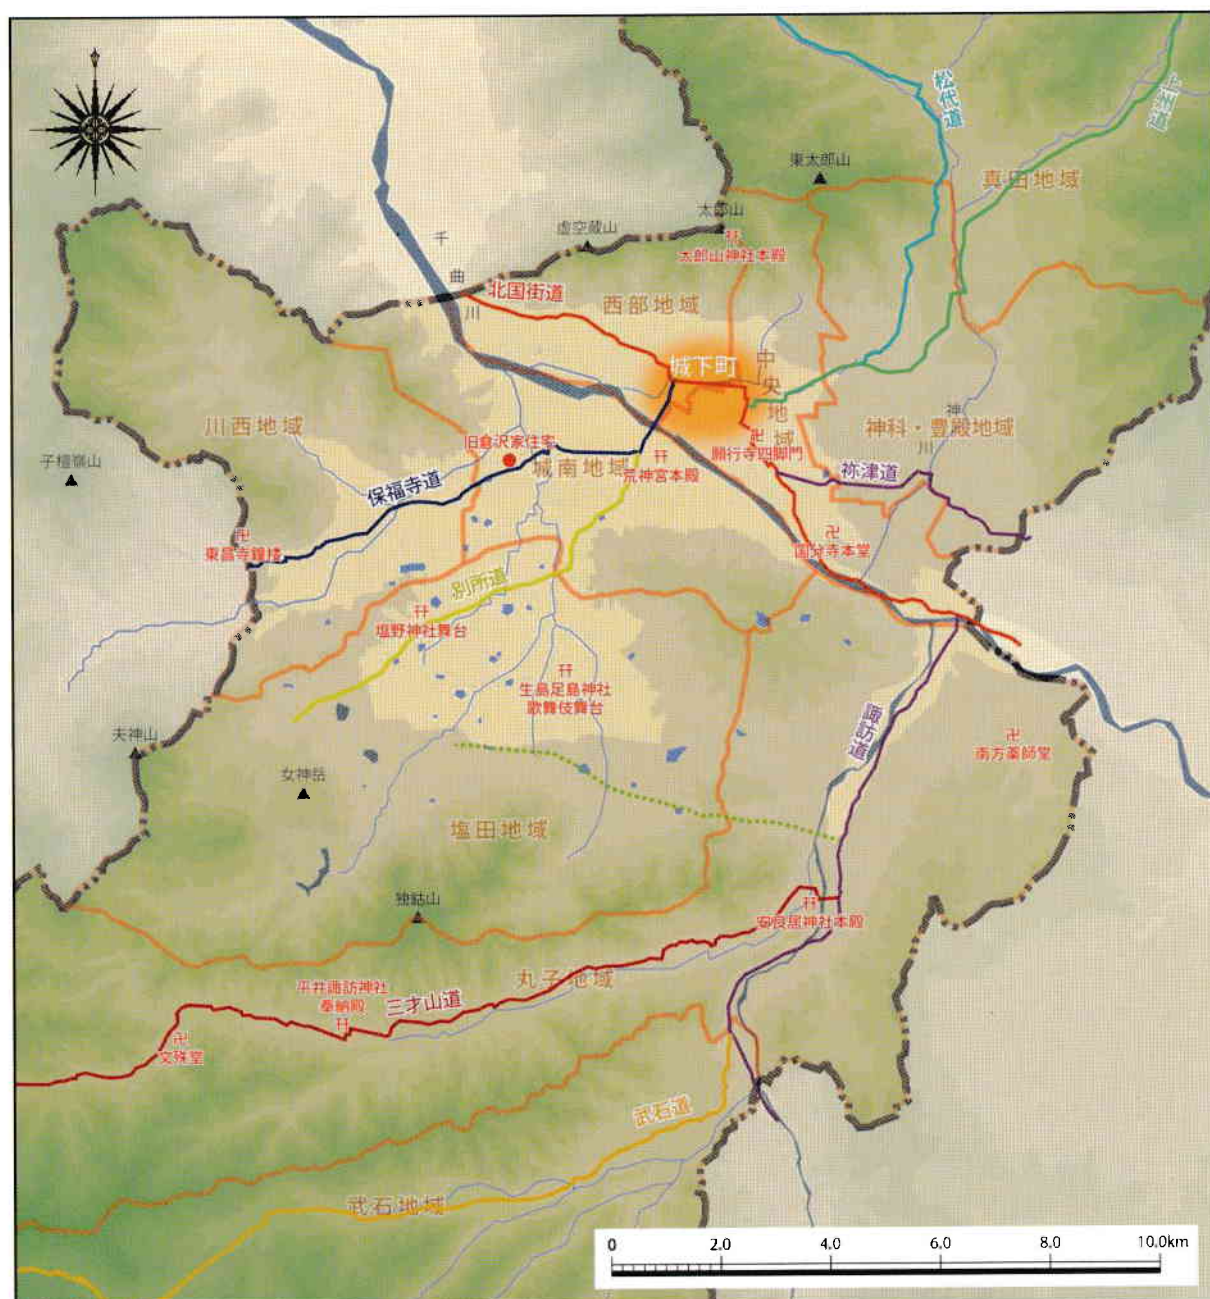 松代道
上州道
東太郎山
真田地域
太郎山
千曲川
虚空蔵山
太郎山神社本殿
北国街道
西部地域
城下町
中央地域
川西地域
神科・豊殿地域
神川
旧倉沢家住宅
願行寺四脚門
子檀嶺山
城南地域
荒神宮本殿
祢津道
保福寺道
東昌寺鐘楼
国分寺本堂
別所道
塩野神社舞台
生島足島神社
歌舞伎舞台
諏訪道
夫神山
南方薬師堂
女神岳
塩田地域
独鈷山
安良居神社本殿
丸子地域
平井諏訪神社
奉納殿
三才山道
文殊堂
武石道
武石地域
0 2.0 4.0 6.0 8.0 10.0km